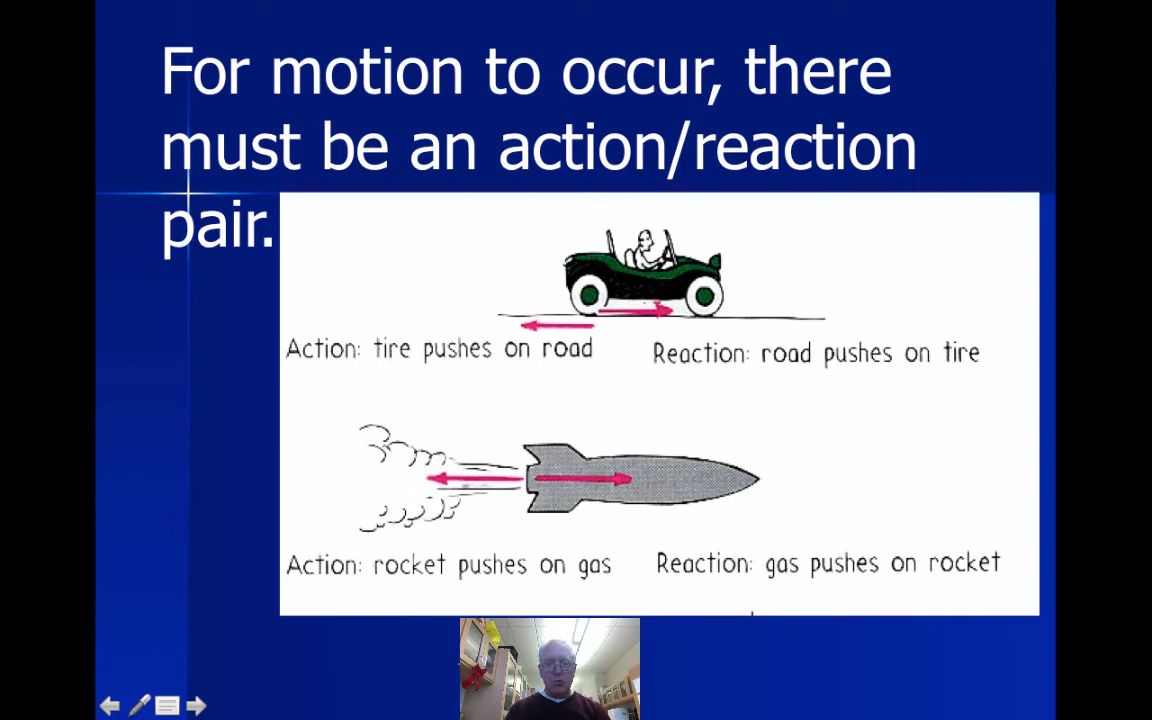 For motion to occur, there
must be an action/reaction
pair.
Action: tire pushes on road
Reaction: road pushes on tire
Action: rocket pushes on gas
Reaction: gas pushes on rocket